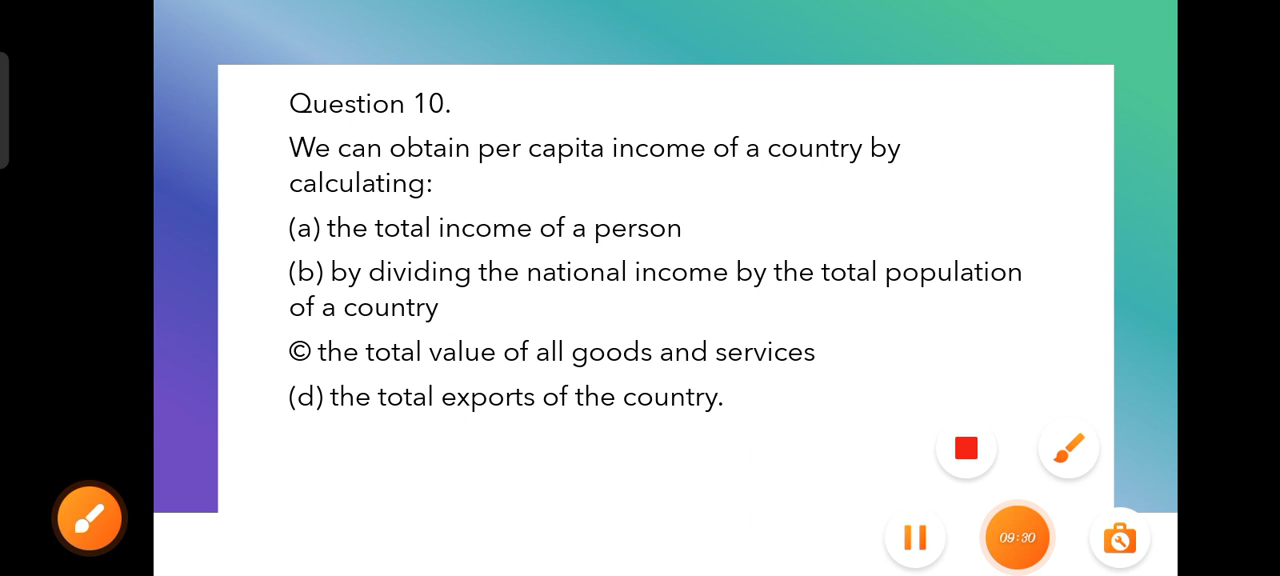 Question 10.
We can obtain per capita income of a country by
calculating:
(a) the total income of a person
(b) by dividing the national income by the total population
of a country
© the total value of all goods and services
(d) the total exports of the country.
09:30